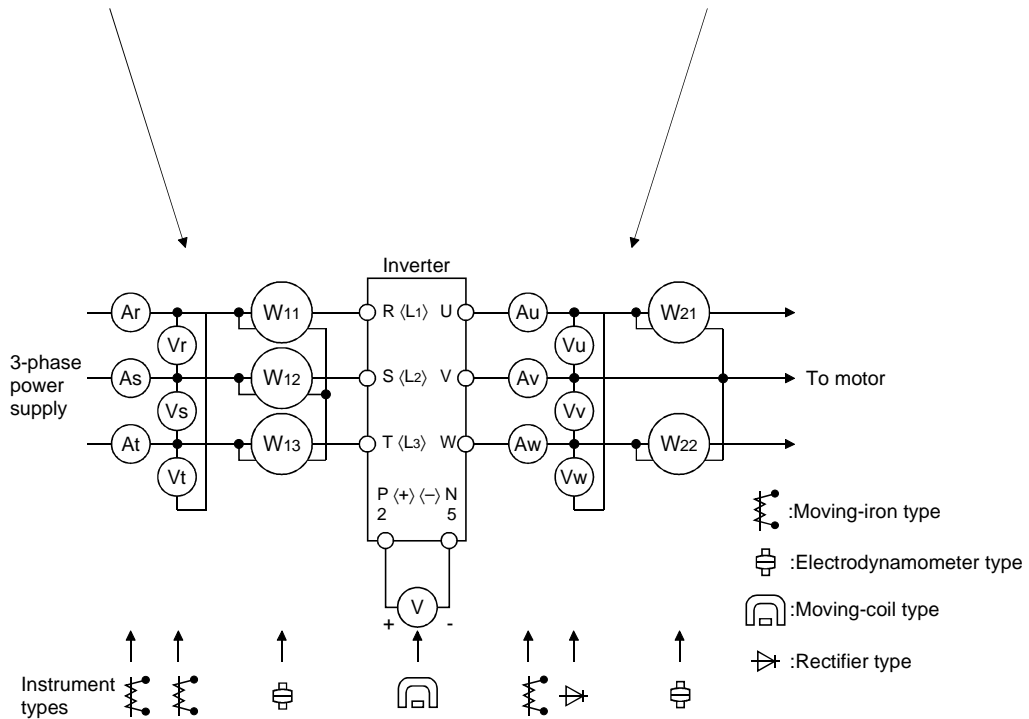 Inverter
Ar W11 R ⟨L1⟩ U Au W21
Vr Vu
3-phase
power
supply
As W12 S ⟨L2⟩ V Av To motor
Vs Vv
At W13 T ⟨L3⟩ W Aw W22
Vt Vw
P ⟨+⟩ ⟨–⟩ N
2 5
V
+ -
:Moving-iron type
:Electrodynamometer type
:Moving-coil type
:Rectifier type
Instrument
types